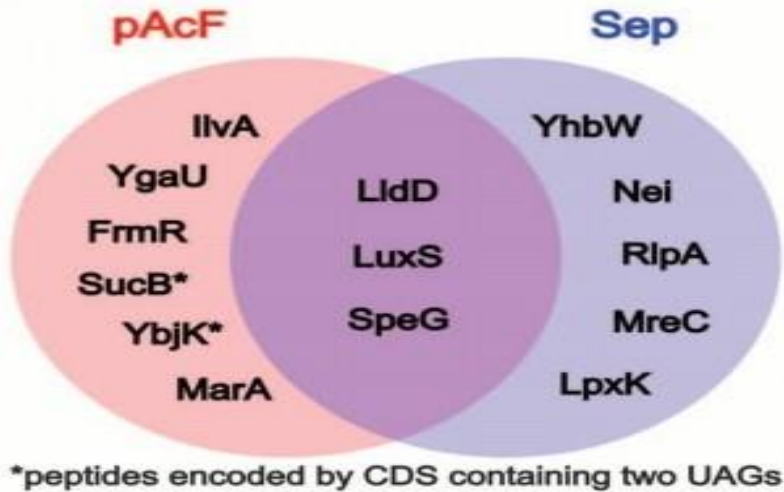 pAcF
Sep
IlvA
YgaU
FrmR
SucB*
YbjK*
MarA
LldD
LuxS
SpeG
YhbW
Nei
RlpA
MreC
LpxK
*peptides encoded by CDS containing two UAGs